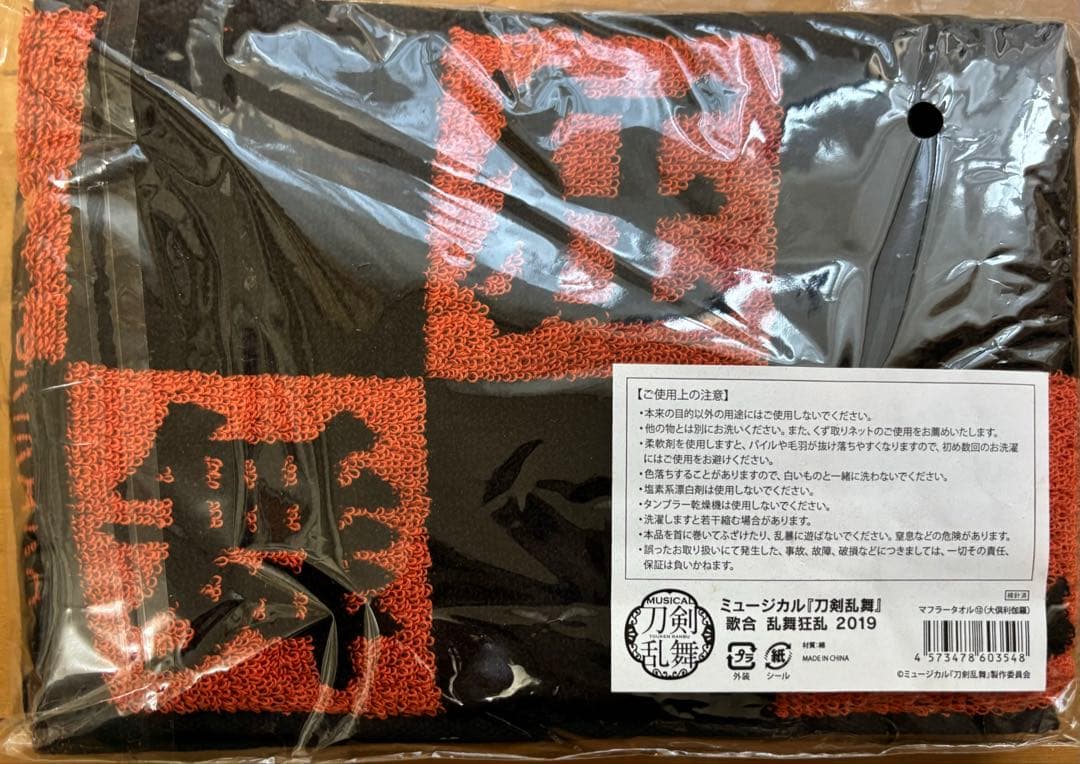 【ご使用上の注意】
・本来の目的以外の用途にはご使用しないでください。
・他の物とは別にお洗いください。また、くず取りネットのご使用をお薦めいたします。
・柔軟剤を使用しますと、パイルや毛羽が抜け落ちやすくなりますので、初め数回のお洗濯
にはご使用をお避けください。
・色落ちすることがありますので、白いものと一緒に洗わないでください。
・塩素系漂白剤は使用しないでください。
・タンブラー乾燥機は使用しないでください。
・洗濯しますと若干縮む場合があります。
・本品を首に巻いてふざけたり、乱暴に遊ばないでください。窒息などの危険があります。
・誤ったお取り扱いにて発生した、事故、故障、破損などにつきましては、一切その責任、
保証は負いかねます。
検針済
MUSICAL
刀剣
TOUKEN RANBU
乱舞
ミュージカル『刀剣乱舞』
歌合 乱舞狂乱 2019
プラ
外装
紙
シール
材質:綿
MADE IN CHINA
マフラータオル⑬(大倶利伽羅)
4 573478 603548
©ミュージカル『刀剣乱舞』製作委員会